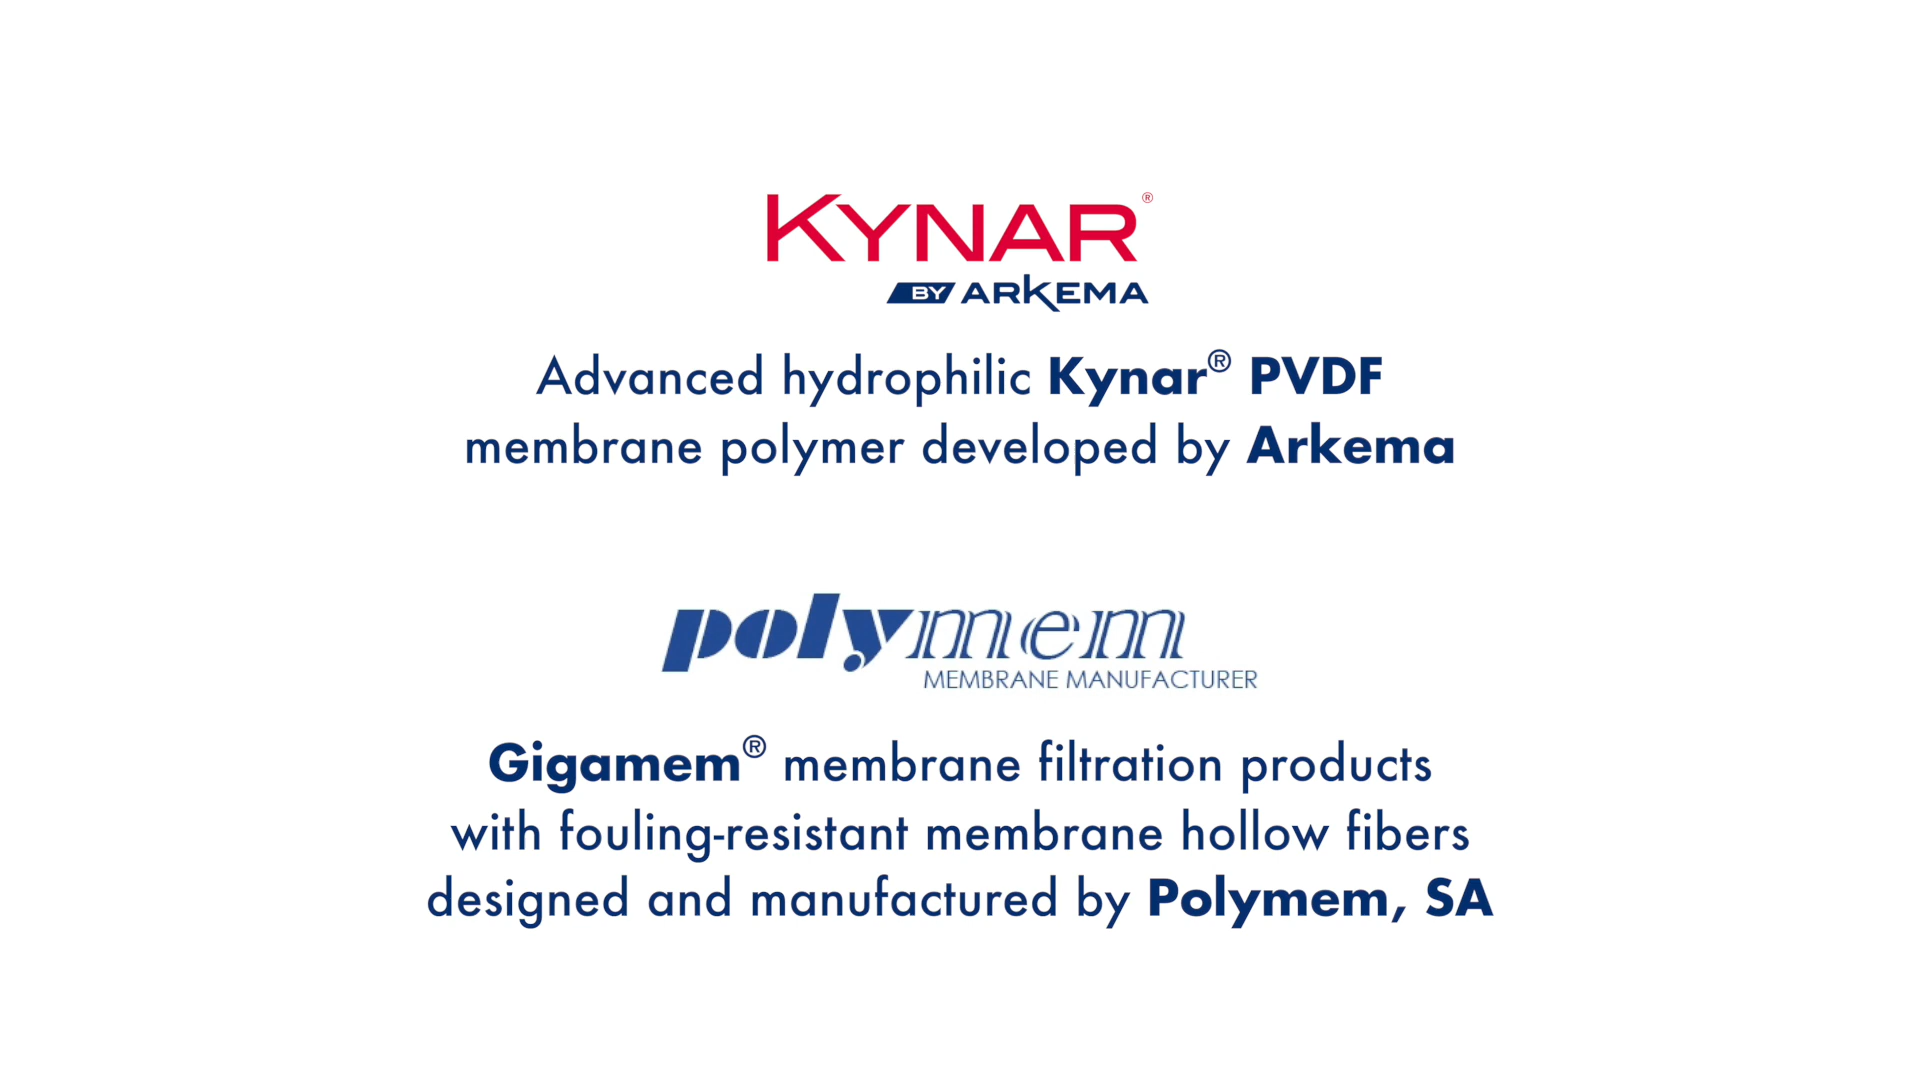 KYNAR®
BY ARKEMA
Advanced hydrophilic Kynar® PVDF
membrane polymer developed by Arkema
polymem
MEMBRANE MANUFACTURER
Gigamem® membrane filtration products
with fouling-resistant membrane hollow fibers
designed and manufactured by Polymem, SA